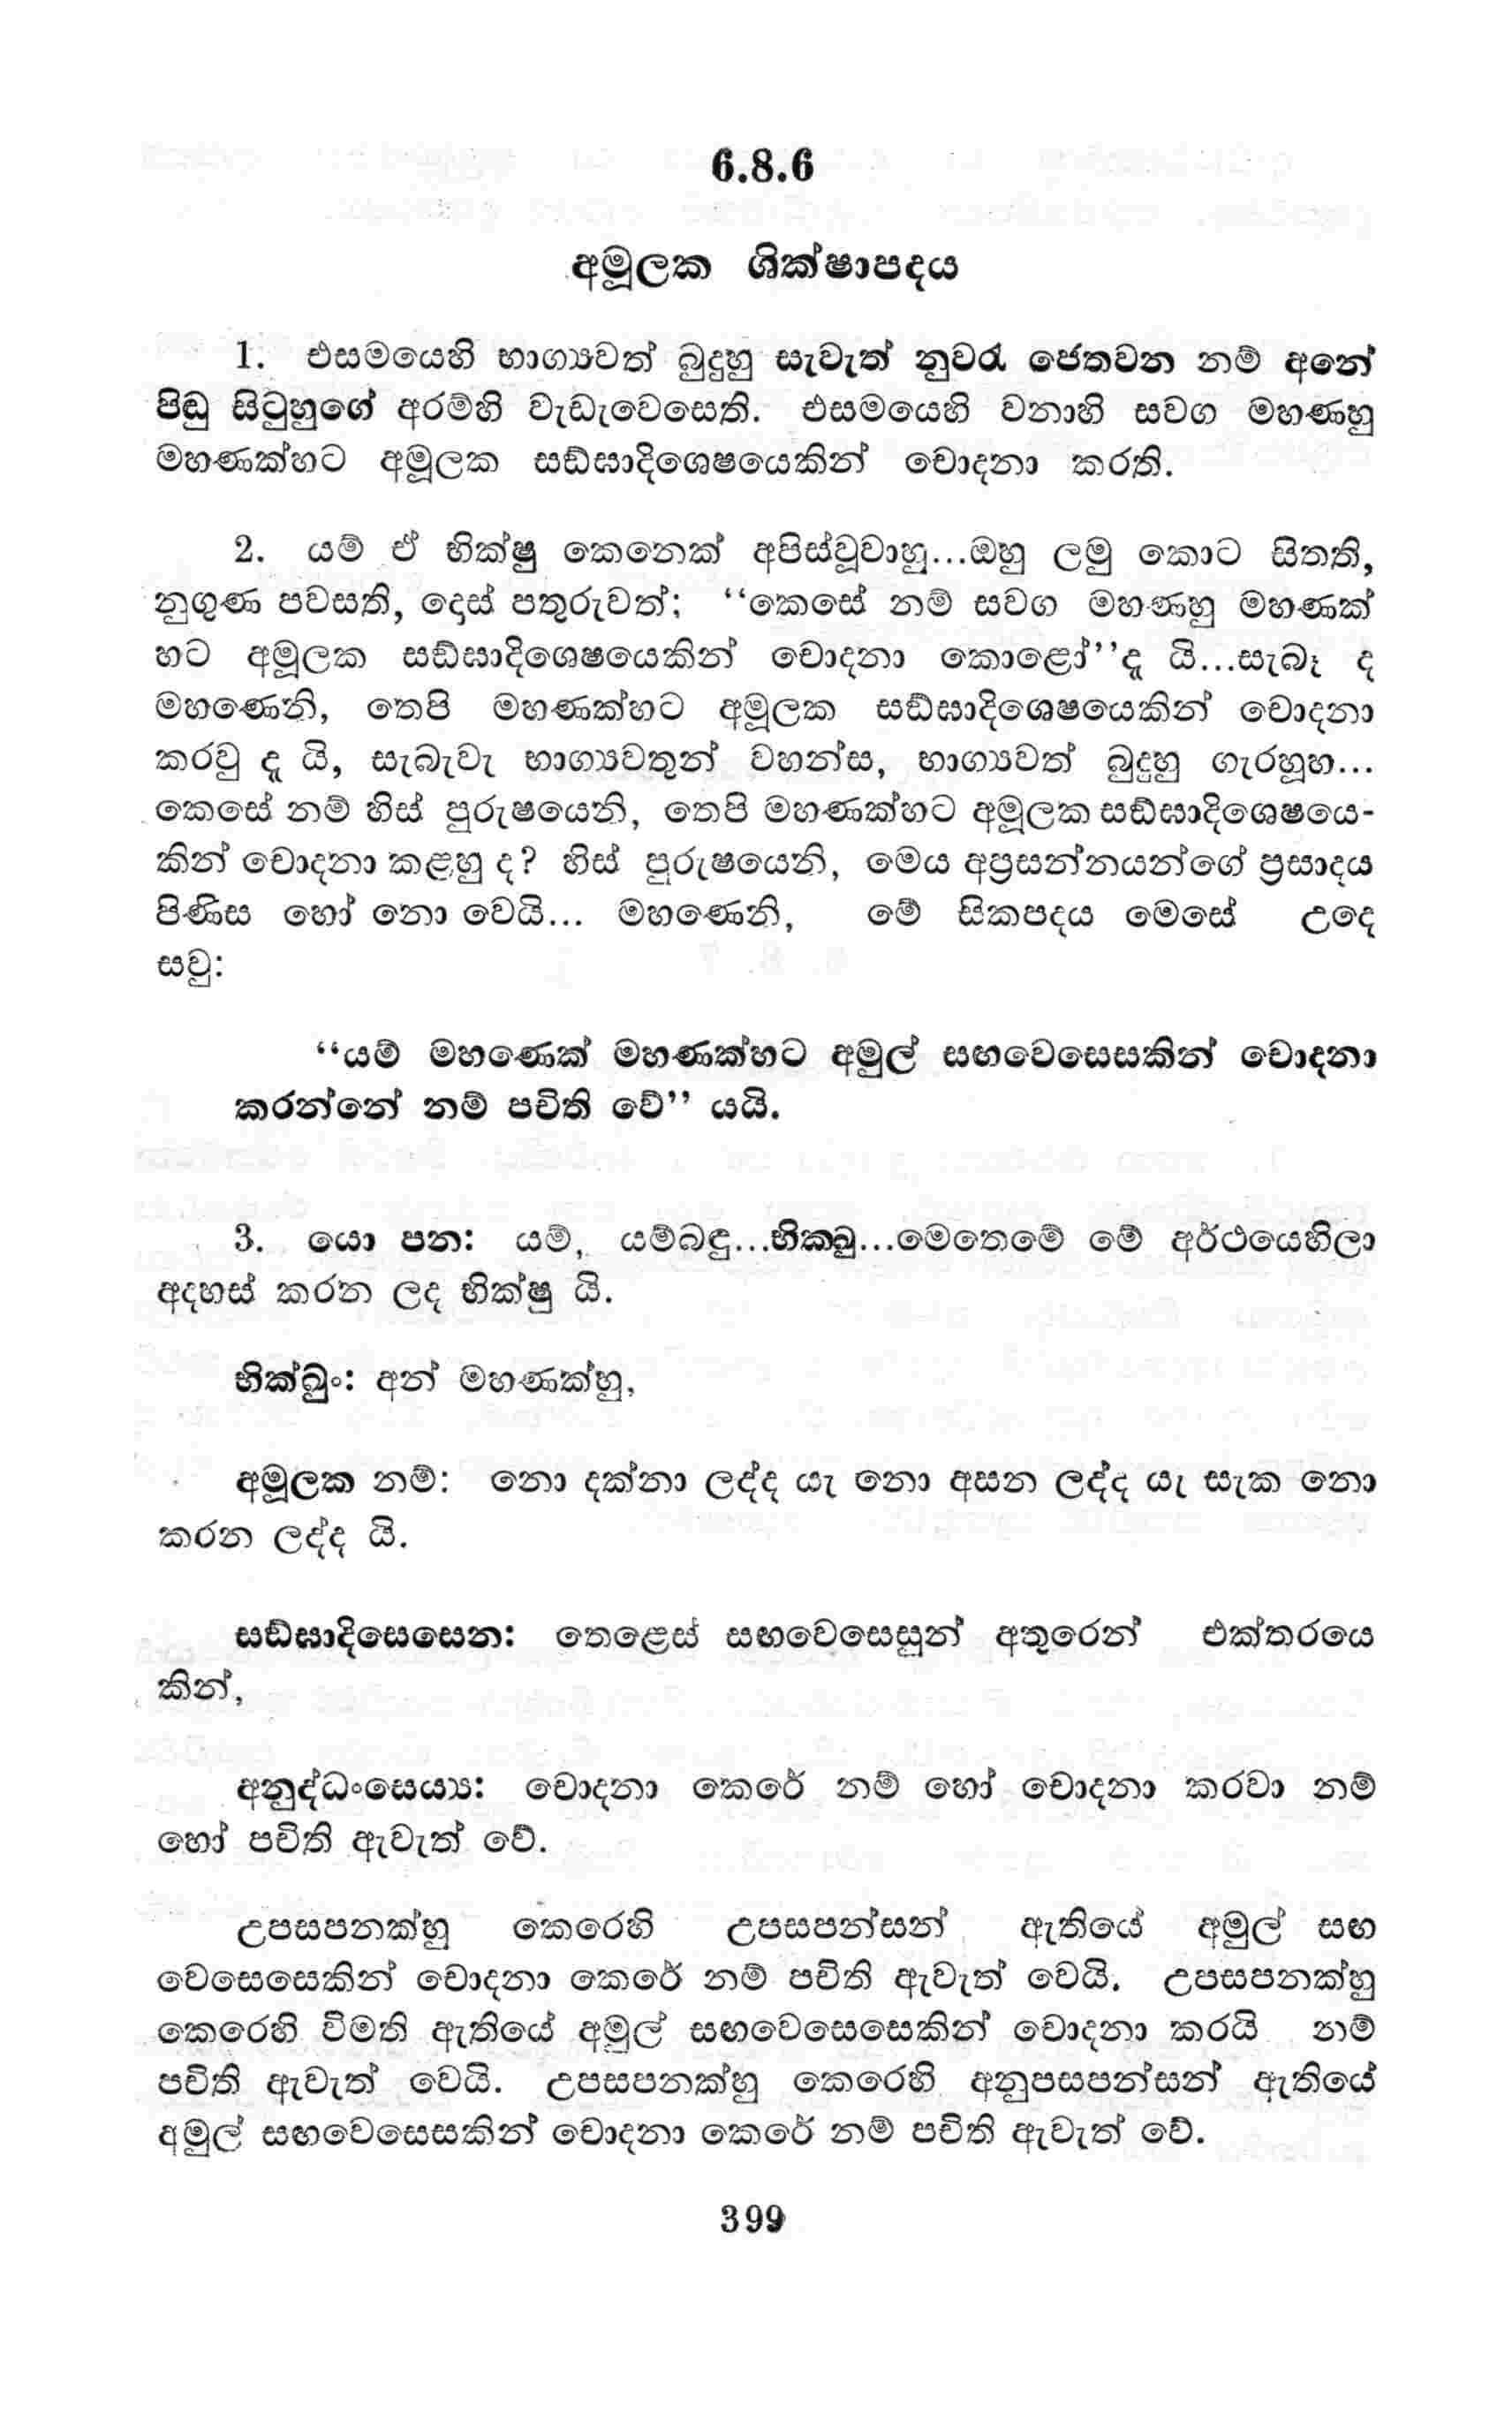 6.8.6
අමූලක ශික්ෂාපදය
1. එසමයෙහි භාග්‍යවත් බුදුහු සැවැත් නුවර ජෙතවන නම් අනේ
පිඬු සිටුහුගේ අරම්හි වැඩැවෙසෙති. එසමයෙහි වනාහි සවග මහණහු
මහණක්හට අමූලක සඞ්ඝාදිශෙෂයෙකින් චොදනා කරති.
2. යම් ඒ භික්ෂු කෙනෙක් අපිස්වූවාහු...ඔහු ලමු කොට සිතති,
නුගුණ පවසති, දොස් පතුරුවත්; “කෙසේ නම් සවග මහණහු මහණක්
හට අමූලක සඞ්ඝාදිශෙෂයෙකින් චොදනා කොළෝ”දැ යි...සැබෑ ද
මහණෙනි, තෙපි මහණක්හට අමූලක සඞ්ඝාදිශෙෂයෙකින් චොදනා
කරවු දැ යි, සැබැවැ භාග්‍යවතුන් වහන්ස, භාග්‍යවත් බුදුහු ගැරහූහ...
කෙසේ නම් හිස් පුරුෂයෙනි, තෙපි මහණක්හට අමූලක සඞ්ඝාදිශෙෂයෙ-
කින් චොදනා කළහු ද? හිස් පුරුෂයෙනි, මෙය අප්‍රසන්නයන්ගේ ප්‍රසාදය
පිණිස හෝ නො වෙයි... මහණෙනි, මේ සිකපදය මෙසේ උදෙ
සවු:
“යම් මහණෙක් මහණක්හට අමුල් සඟවෙසෙසකින් චොදනා
කරන්නේ නම් පචිති වේ” යයි.
3. යො පන: යම්, යම්බඳු...භික්ඛු...මෙතෙමේ මේ අර්ථයෙහිලා
අදහස් කරන ලද භික්ෂු යි.
භික්ඛුං: අන් මහණක්හු,
අමූලක නම්: නො දක්නා ලද්ද යැ නො අසන ලද්ද යැ සැක නො
කරන ලද්ද යි.
සඞ්ඝාදිසෙසෙන: තෙළෙස් සඟවෙසෙසුන් අතුරෙන් එක්තරයෙ
කින්,
අනුද්ධංසෙය්‍ය: චොදනා කෙරේ නම් හෝ චොදනා කරවා නම්
හෝ පචිති ඇවැත් වේ.
උපසපනක්හු කෙරෙහි උපසපන්සන් ඇතියේ අමුල් සඟ
වෙසෙසෙකින් චොදනා කෙරේ නම් පචිති ඇවැත් වෙයි. උපසපනක්හු
කෙරෙහි විමති ඇතියේ අමුල් සඟවෙසෙසෙකින් චොදනා කරයි නම්
පචිති ඇවැත් වෙයි. උපසපනක්හු කෙරෙහි අනුපසපන්සන් ඇතියේ
අමුල් සඟවෙසෙසකින් චොදනා කෙරේ නම් පචිති ඇවැත් වේ.
399